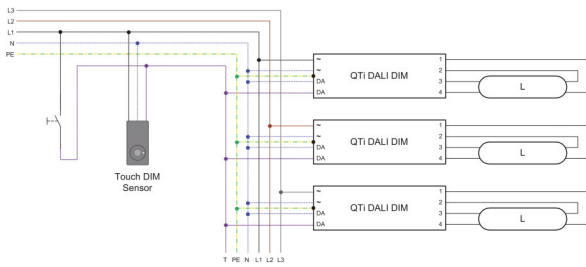 L3
L2
L1
N
PE
~
~
DA
DA
QTi DALI DIM
1
2
3
4
L
~
~
DA
DA
QTi DALI DIM
1
2
3
4
L
Touch DIM
Sensor
~
~
DA
DA
QTi DALI DIM
1
2
3
4
L
T PE N L1 L2 L3